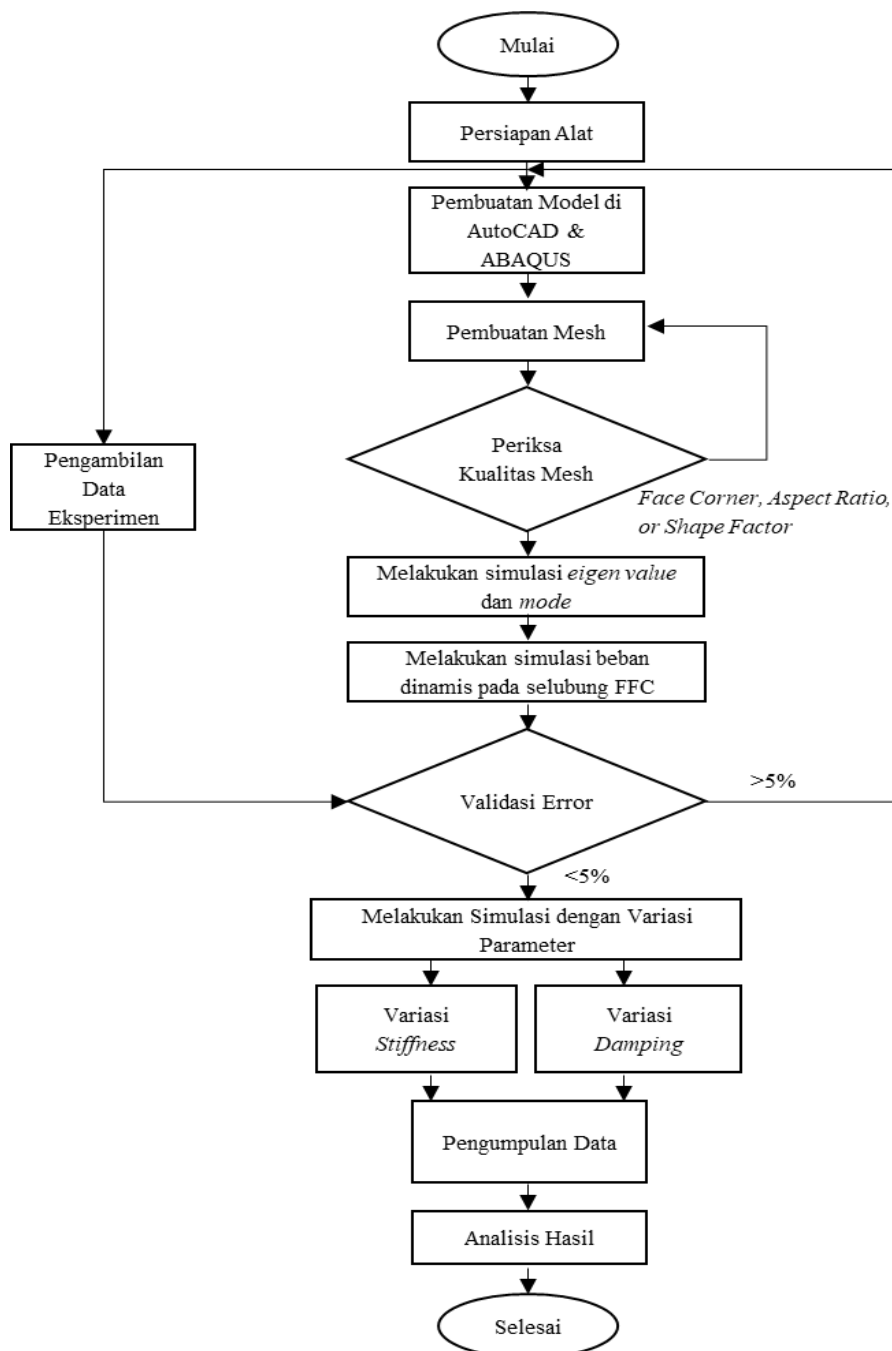 Mulai
Persiapan Alat
Pembuatan Model di
AutoCAD &
ABAQUS
Pembuatan Mesh
Periksa
Kualitas Mesh
Face Corner, Aspect Ratio,
or Shape Factor
Pengambilan
Data
Eksperimen
Melakukan simulasi eigen value
dan mode
Melakukan simulasi beban
dinamis pada selubung FFC
Validasi Error
>5%
<5%
Melakukan Simulasi dengan Variasi
Parameter
Variasi
Stiffness
Variasi
Damping
Pengumpulan Data
Analisis Hasil
Selesai